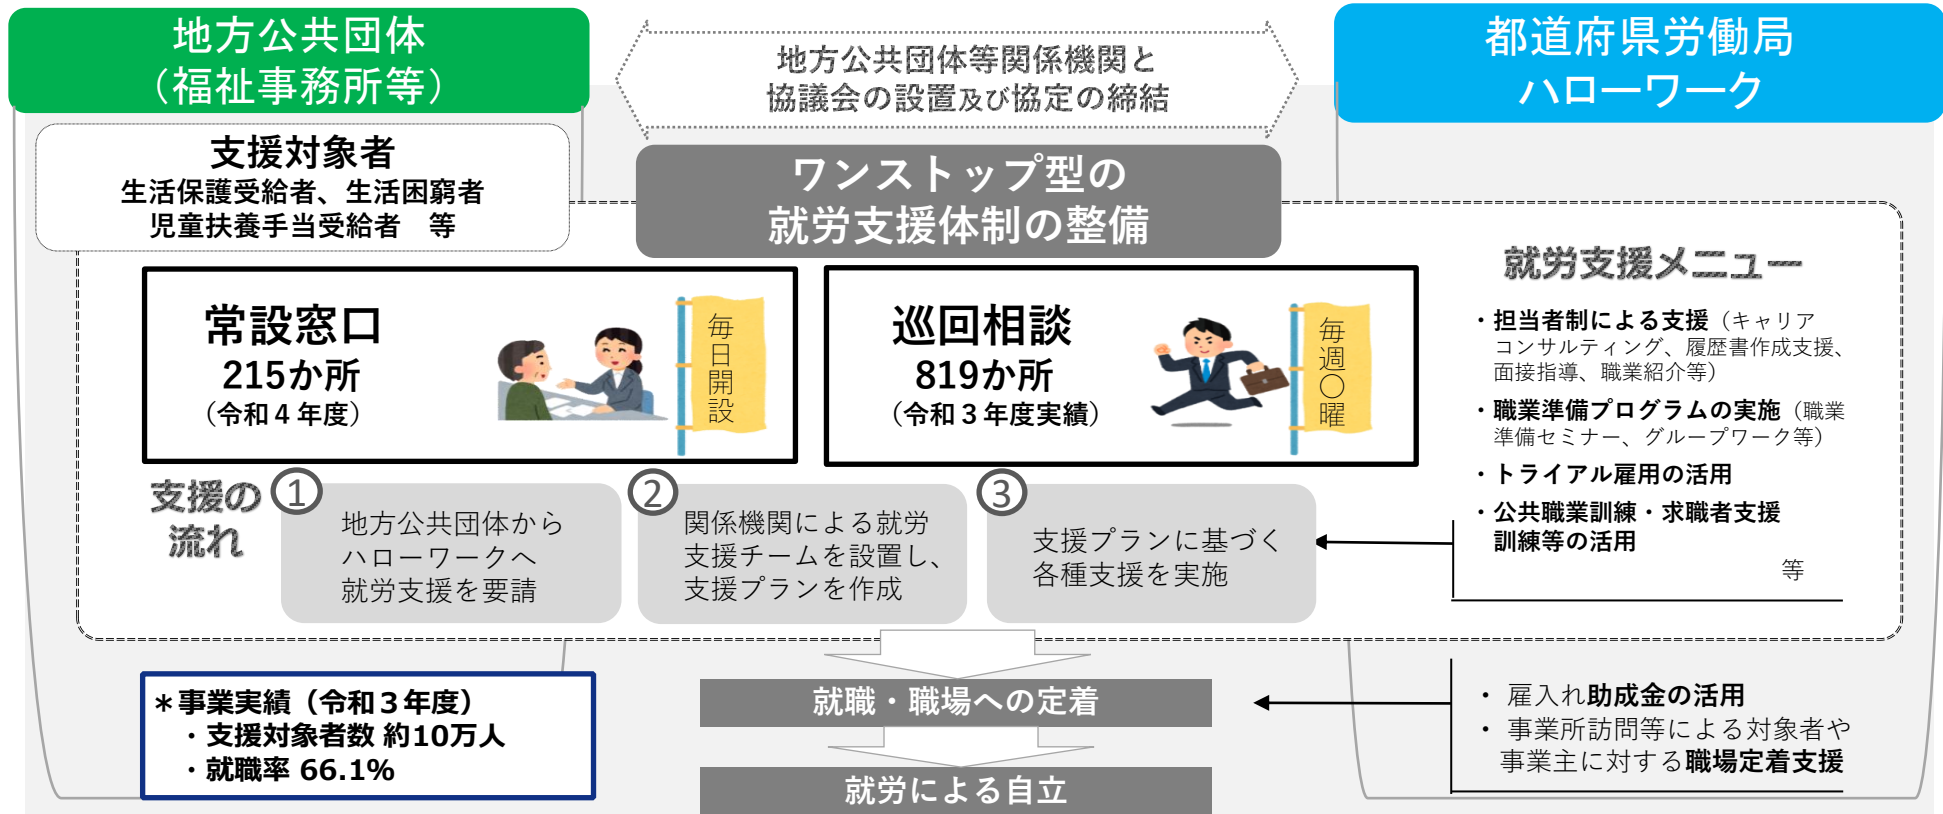 地方公共団体
（福祉事務所等）
地方公共団体等関係機関と
協議会の設置及び協定の締結
都道府県労働局
ハローワーク
支援対象者
生活保護受給者、生活困窮者
児童扶養手当受給者　等
ワンストップ型の
就労支援体制の整備
常設窓口
215か所
（令和４年度）
毎日開設
巡回相談
819か所
（令和３年度実績）
毎週〇曜
就労支援メニュー
・担当者制による支援（キャリア
コンサルティング、履歴書作成支援、
面接指導、職業紹介等）
・職業準備プログラムの実施（職業
準備セミナー、グループワーク等）
・トライアル雇用の活用
・公共職業訓練・求職者支援
訓練等の活用
等
支援の
流れ
①
地方公共団体から
ハローワークへ
就労支援を要請
②
関係機関による就労
支援チームを設置し、
支援プランを作成
③
支援プランに基づく
各種支援を実施
＊事業実績（令和３年度）
・支援対象者数 約10万人
・就職率 66.1%
就職・職場への定着
就労による自立
・ 雇入れ助成金の活用
・ 事業所訪問等による対象者や
事業主に対する職場定着支援